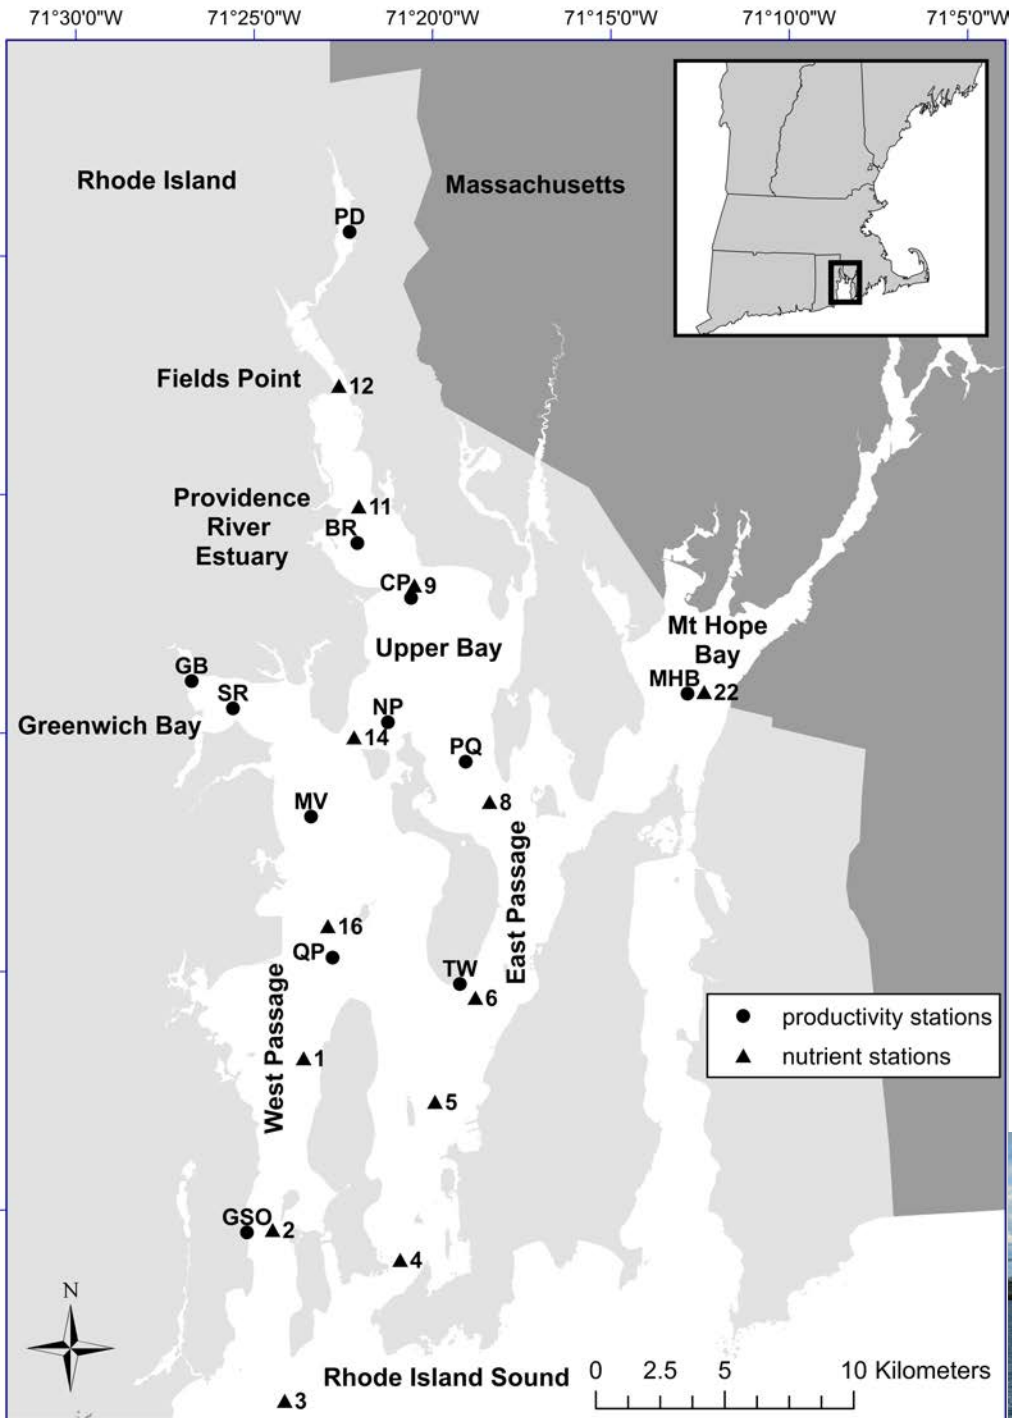 71°30'0"W 71°25'0"W 71°20'0"W 71°15'0"W 71°10'0"W 71°5'0"W
Rhode Island
Massachusetts
PD
Fields Point
12
Providence
River
Estuary
11
BR
CP
9
Upper Bay
Mt Hope
Bay
GB
SR
MHB
22
Greenwich Bay
NP
14
PQ
MV
8
East Passage
16
QP
TW
6
West Passage
1
5
productivity stations
nutrient stations
GSO
2
4
N
Rhode Island Sound
0 2.5 5 10 Kilometers
3